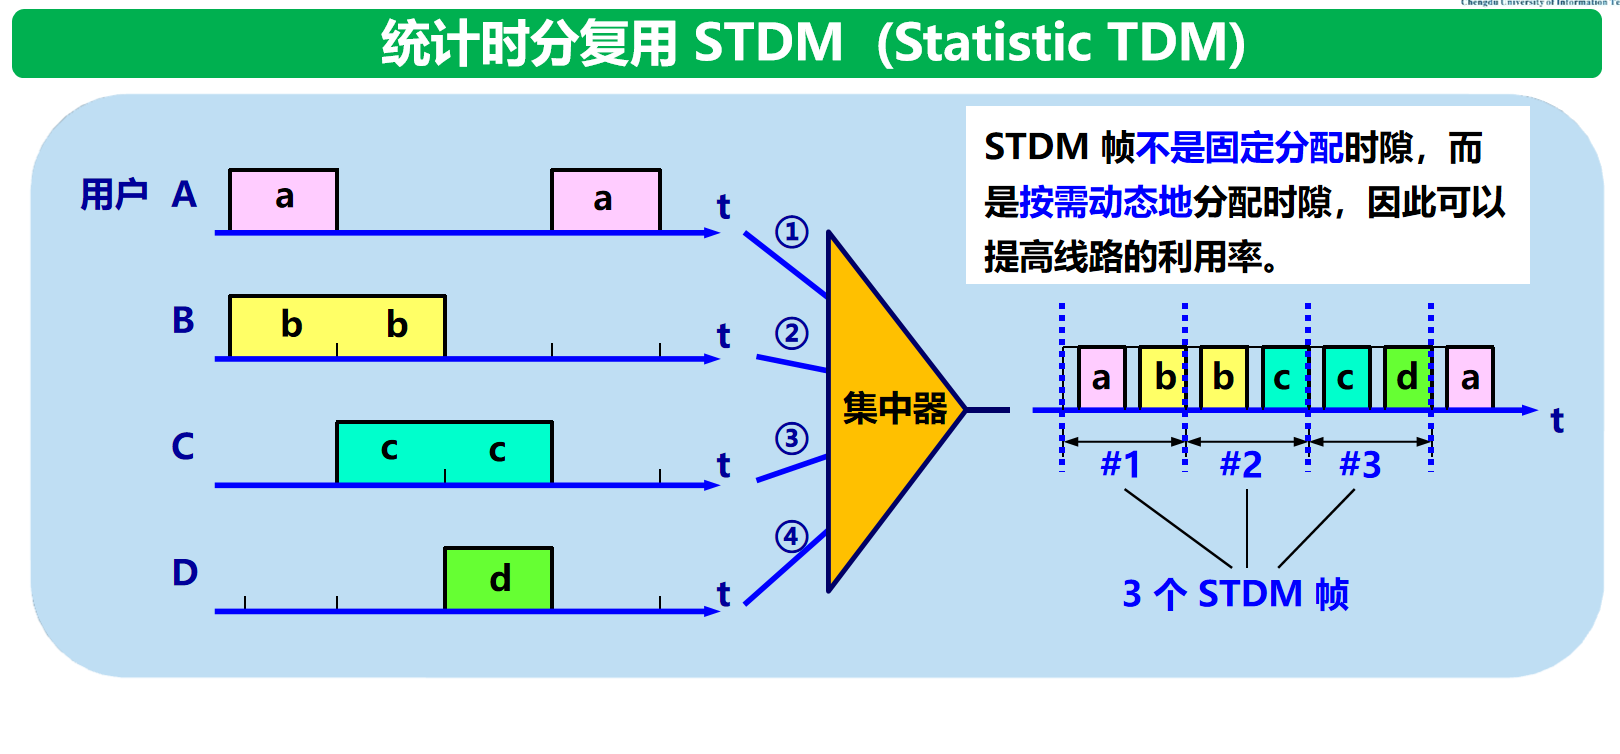 Chengdu University of Information Te
统计时分复用 STDM (Statistic TDM)
STDM 帧不是固定分配时隙，而
是按需动态地分配时隙，因此可以
提高线路的利用率。
用户 A a a t
①
B b b t
②
C c c t
③
D d t
④
集中器
a b b c c d a
t
#1 #2 #3
3 个 STDM 帧